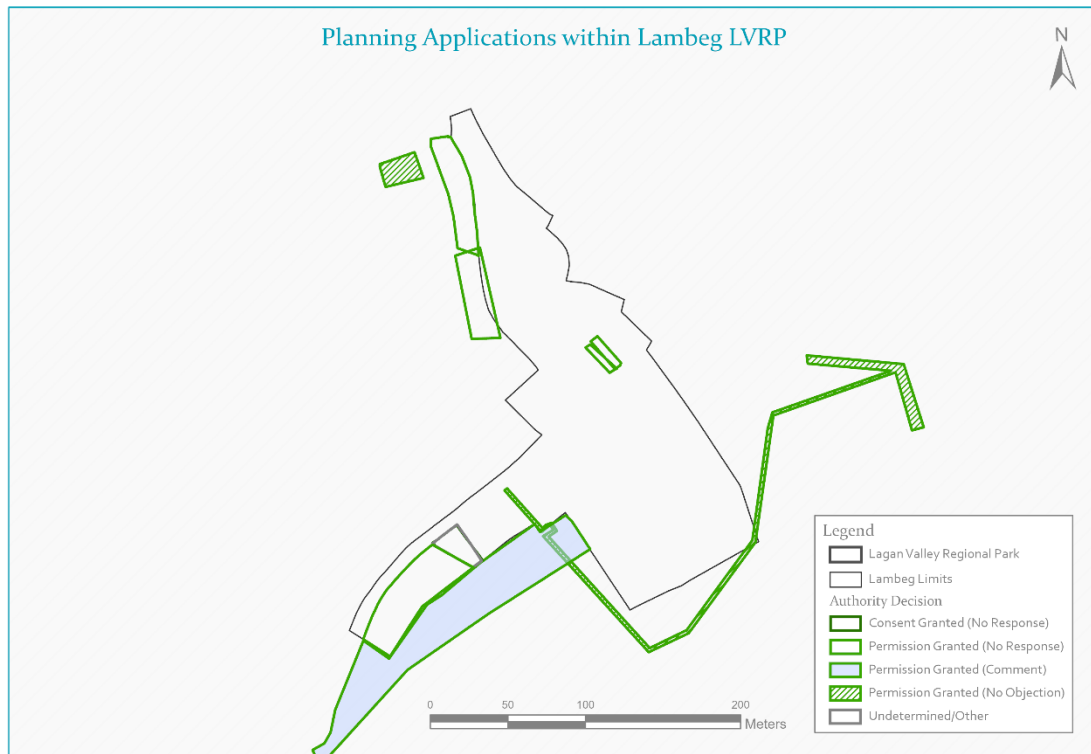 Planning Applications within Lambeg LVRP
N
Legend
Lagan Valley Regional Park
Lambeg Limits
Authority Decision
Consent Granted (No Response)
Permission Granted (No Response)
Permission Granted (Comment)
Permission Granted (No Objection)
Undetermined/Other
0 50 100 200
Meters